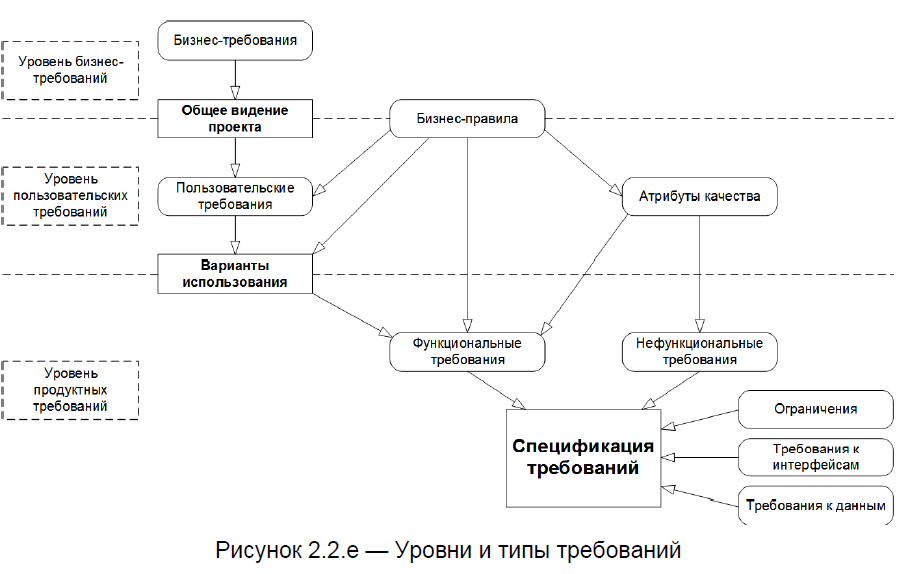 Бизнес-требования
Уровень бизнес-
требований
Общее видение
проекта
Бизнес-правила
Уровень
пользовательских
требований
Пользовательские
требования
Атрибуты качества
Варианты
использования
Функциональные
требования
Нефункциональные
требования
Уровень
продуктных
требований
Ограничения
Спецификация
требований
Требования к
интерфейсам
Требования к данным
Рисунок 2.2.e — Уровни и типы требований